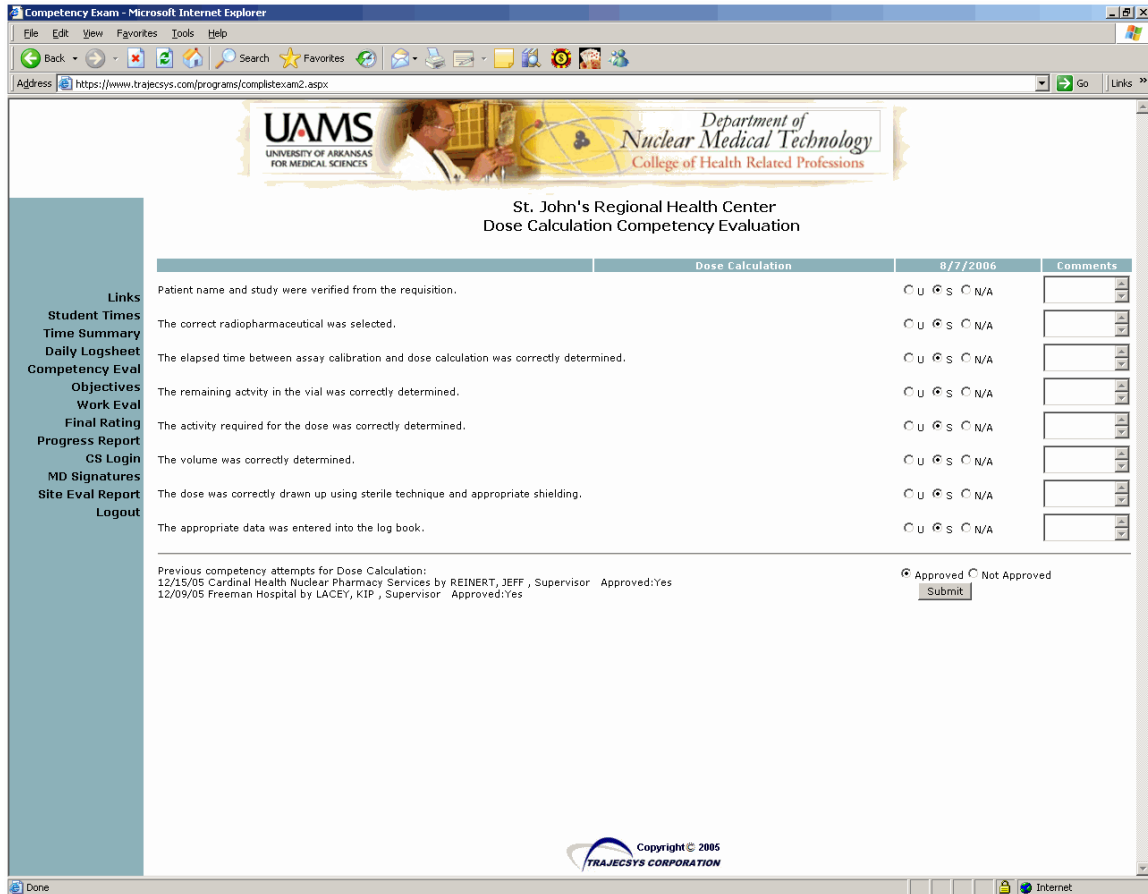 Competency Exam - Microsoft Internet Explorer
File Edit View Favorites Tools Help
Back Search Favorites
Address https://www.trajecsys.com/programs/complistexam2.aspx Go Links »
UAMS
UNIVERSITY OF ARKANSAS
FOR MEDICAL SCIENCES
Department of
Nuclear Medical Technology
College of Health Related Professions
St. John's Regional Health Center
Dose Calculation Competency Evaluation
Links
Student Times
Time Summary
Daily Logsheet
Competency Eval
Objectives
Work Eval
Final Rating
Progress Report
CS Login
MD Signatures
Site Eval Report
Logout
Dose Calculation 8/7/2006 Comments
Patient name and study were verified from the requisition. U S N/A
The correct radiopharmaceutical was selected. U S N/A
The elapsed time between assay calibration and dose calculation was correctly determined. U S N/A
The remaining actvity in the vial was correctly determined. U S N/A
The activity required for the dose was correctly determined. U S N/A
The volume was correctly determined. U S N/A
The dose was correctly drawn up using sterile technique and appropriate shielding. U S N/A
The appropriate data was entered into the log book. U S N/A
Previous competency attempts for Dose Calculation:
12/15/05 Cardinal Health Nuclear Pharmacy Services by REINERT, JEFF , Supervisor Approved:Yes
12/09/05 Freeman Hospital by LACEY, KIP , Supervisor Approved:Yes
Approved Not Approved
Submit
Copyright© 2005
TRAJECSYS CORPORATION
Done Internet